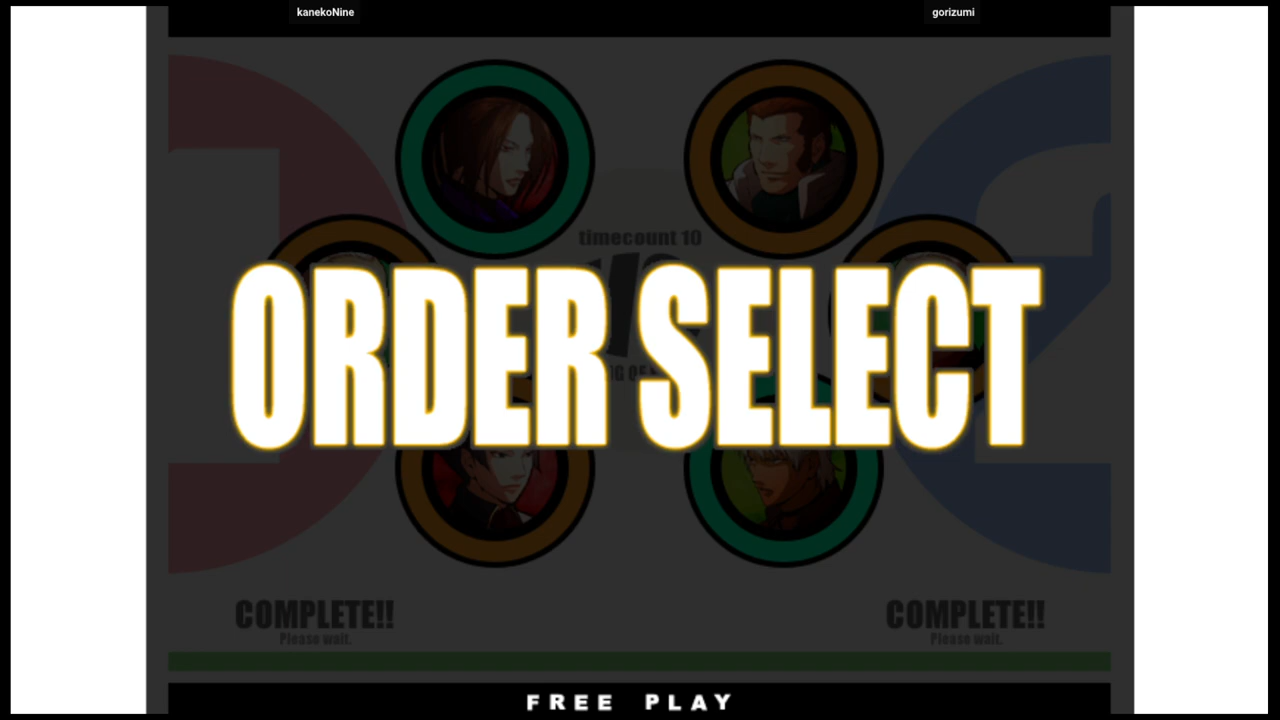 kanekoNine
gorizumi
timecount 10
ORDER SELECT
COMPLETE!!
Please wait.
COMPLETE!!
Please wait.
FREE PLAY